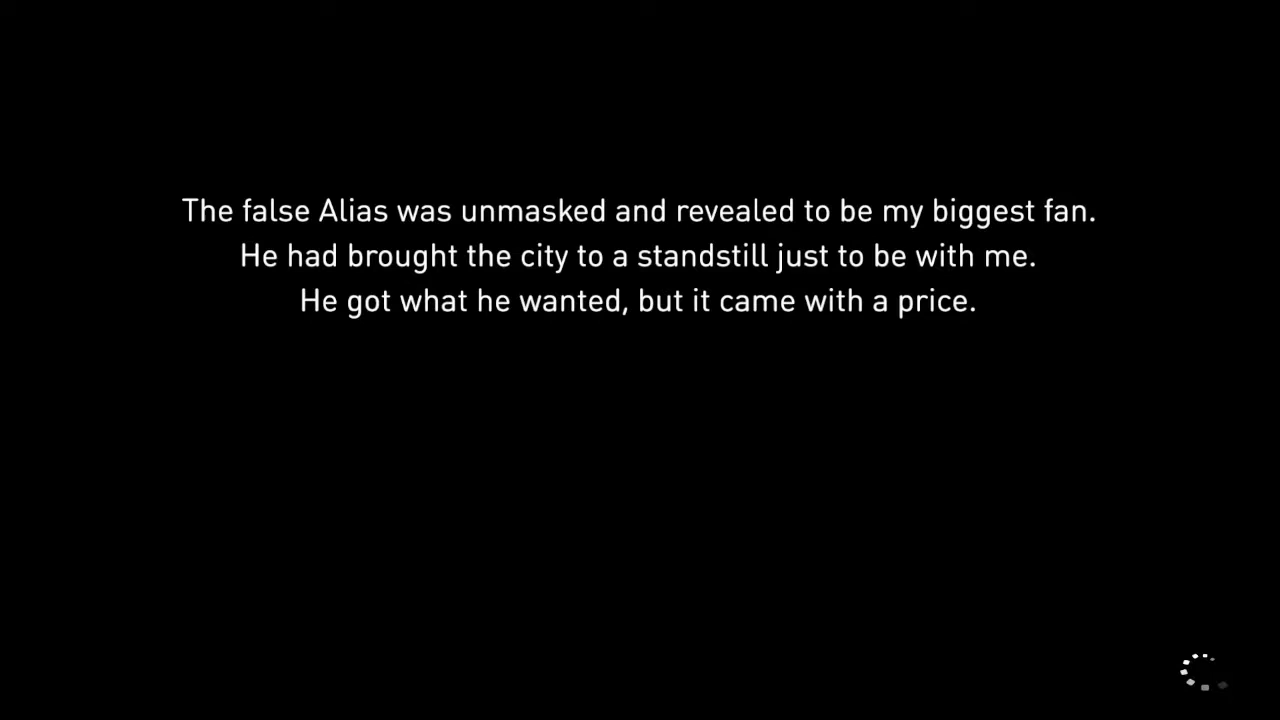 The false Alias was unmasked and revealed to be my biggest fan.
He had brought the city to a standstill just to be with me.
He got what he wanted, but it came with a price.